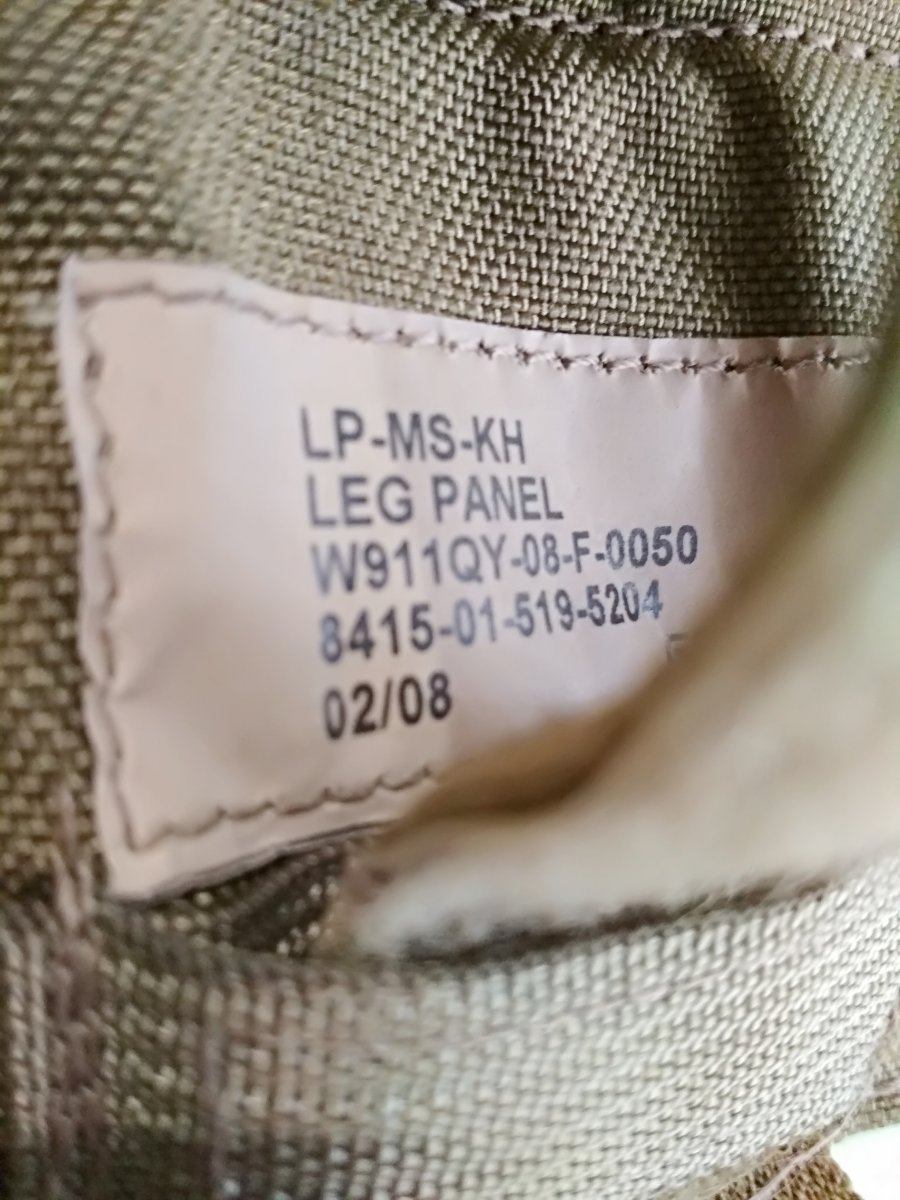 LP-MS-KH
LEG PANEL
W911QY-08-F-0050
8415-01-519-5204
02/08